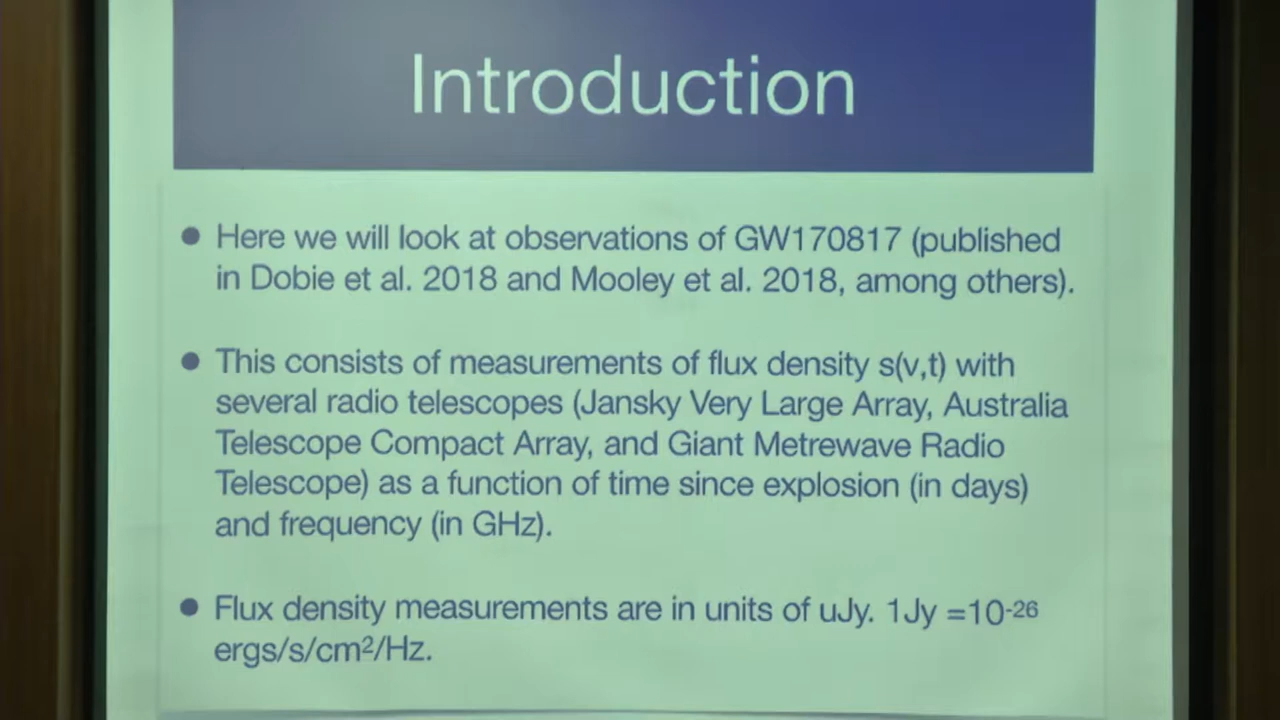 Introduction
● Here we will look at observations of GW170817 (published
in Dobie et al. 2018 and Mooley et al. 2018, among others).
● This consists of measurements of flux density s(v,t) with
several radio telescopes (Jansky Very Large Array, Australia
Telescope Compact Array, and Giant Metrewave Radio
Telescope) as a function of time since explosion (in days)
and frequency (in GHz).
● Flux density measurements are in units of uJy. 1Jy =10⁻²⁶
ergs/s/cm²/Hz.